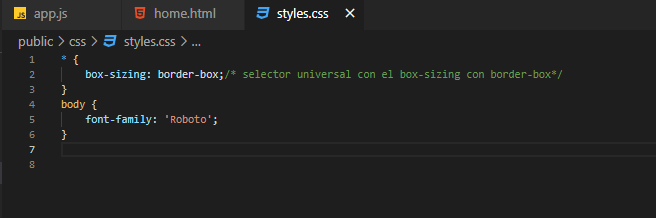 JS app.js home.html styles.css ×
public > css > styles.css > ...
1 * {
2 box-sizing: border-box;/* selector universal con el box-sizing con border-box*/
3 }
4 body {
5 font-family: 'Roboto';
6 }
7
8